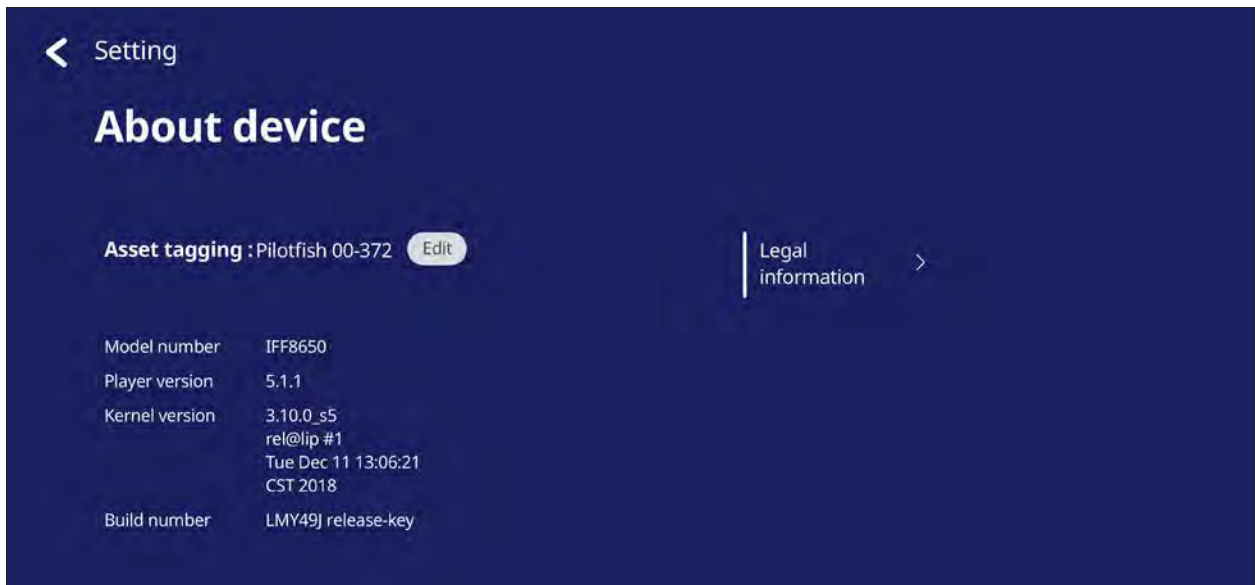 Setting
About device
Asset tagging : Pilotfish 00-372 Edit
Legal
information
Model number IFF8650
Player version 5.1.1
Kernel version 3.10.0_s5
rel@lip #1
Tue Dec 11 13:06:21
CST 2018
Build number LMY49J release-key